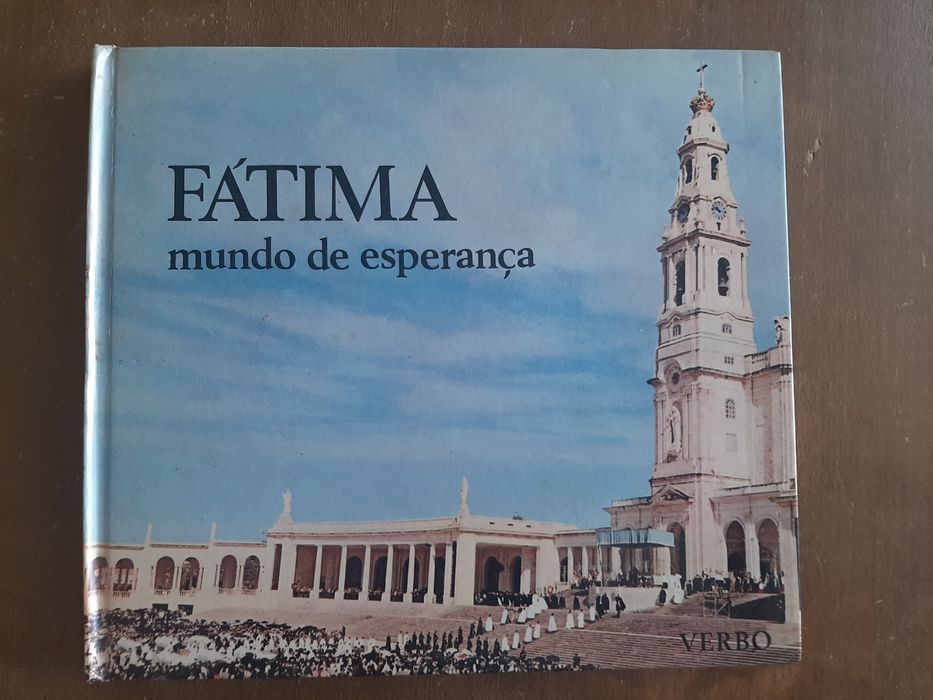 FÁTIMA
mundo de esperança
VERBO